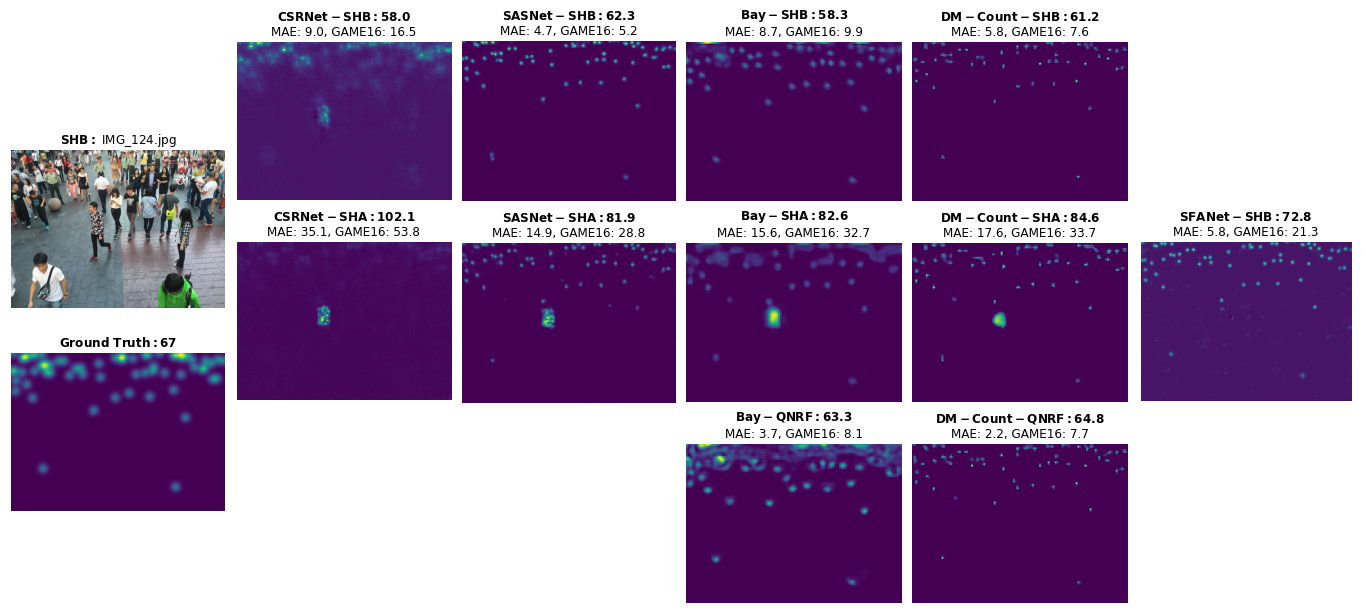 CSRNet − SHB: 58.0
MAE: 9.0, GAME16: 16.5
SASNet − SHB: 62.3
MAE: 4.7, GAME16: 5.2
Bay − SHB: 58.3
MAE: 8.7, GAME16: 9.9
DM − Count − SHB: 61.2
MAE: 5.8, GAME16: 7.6
SHB: IMG_124.jpg
CSRNet − SHA: 102.1
MAE: 35.1, GAME16: 53.8
SASNet − SHA: 81.9
MAE: 14.9, GAME16: 28.8
Bay − SHA: 82.6
MAE: 15.6, GAME16: 32.7
DM − Count − SHA: 84.6
MAE: 17.6, GAME16: 33.7
SFANet − SHB: 72.8
MAE: 5.8, GAME16: 21.3
Ground Truth: 67
Bay − QNRF: 63.3
MAE: 3.7, GAME16: 8.1
DM − Count − QNRF: 64.8
MAE: 2.2, GAME16: 7.7